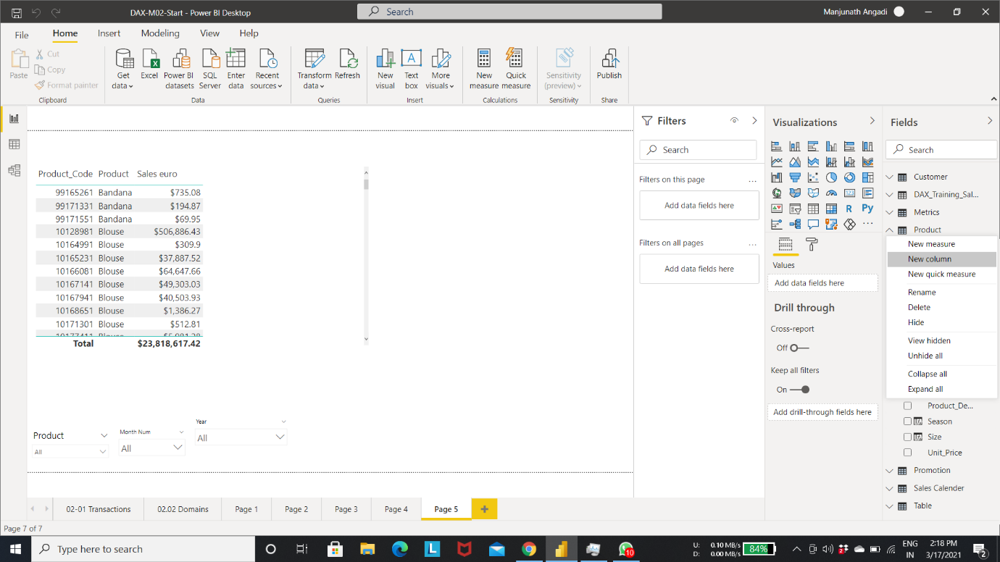 DAX-M02-Start - Power BI Desktop
Search
Manjunath Angadi
File Home Insert Modeling View Help
Paste
Cut
Copy
Format painter
Clipboard
Get data
Excel
Power BI datasets
SQL Server
Enter data
Recent sources
Data
Transform data
Refresh
Queries
New visual
A
Text box
More visuals
Insert
New measure
Quick measure
Calculations
Sensitivity (preview)
Sensitivity
Publish
Share
Product_Code Product Sales euro
99165261 Bandana $735.08
99171331 Bandana $194.87
99171551 Bandana $69.95
10128981 Blouse $506,886.43
10164991 Blouse $309.9
10165231 Blouse $37,887.52
10166081 Blouse $64,647.66
10167141 Blouse $49,303.03
10167941 Blouse $40,503.93
10168651 Blouse $1,386.27
10171301 Blouse $512.81
Total $23,818,617.42
Product
All
Month Num
All
Year
All
Filters
Search
Filters on this page ...
Add data fields here
Filters on all pages ...
Add data fields here
Visualizations
123
R Py
...
Values
Add data fields here
Drill through
Cross-report
Off
Keep all filters
On
Add drill-through fields here
Fields
Search
Customer
DAX_Training_Sal...
Metrics
Product
New measure
New column
New quick measure
Rename
Delete
Hide
View hidden
Unhide all
Collapse all
Expand all
Product_De...
Season
Size
Unit_Price
Promotion
Sales Calender
Table
02-01 Transactions 02.02 Domains Page 1 Page 2 Page 3 Page 4 Page 5 +
Page 7 of 7
Type here to search
L
10
U: 0.10 MB/s
D: 0.00 MB/s
84%
2
ENG
IN
2:18 PM
3/17/2021
2